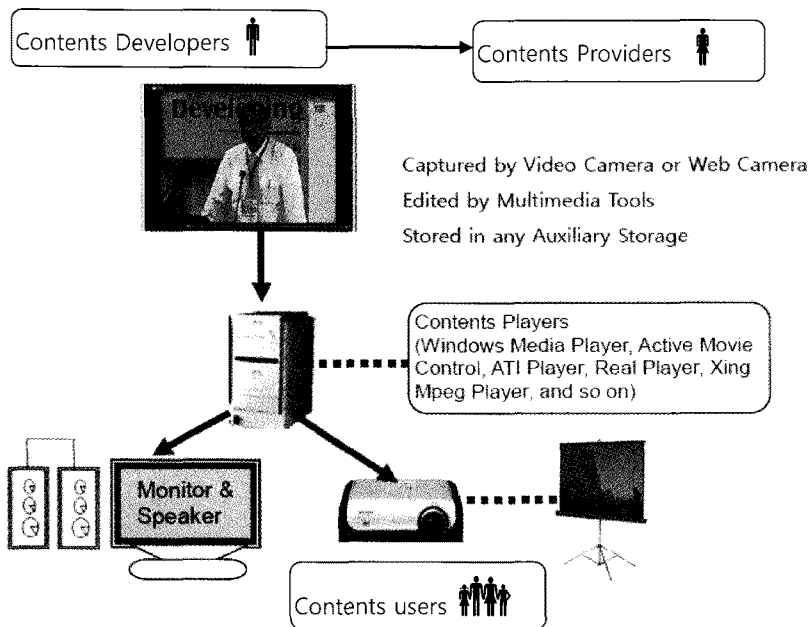 Contents Developers
Contents Providers
Developing
Captured by Video Camera or Web Camera
Edited by Multimedia Tools
Stored in any Auxiliary Storage
Contents Players
(Windows Media Player, Active Movie
Control, ATI Player, Real Player, Xing
Mpeg Player, and so on)
Monitor &
Speaker
Contents users